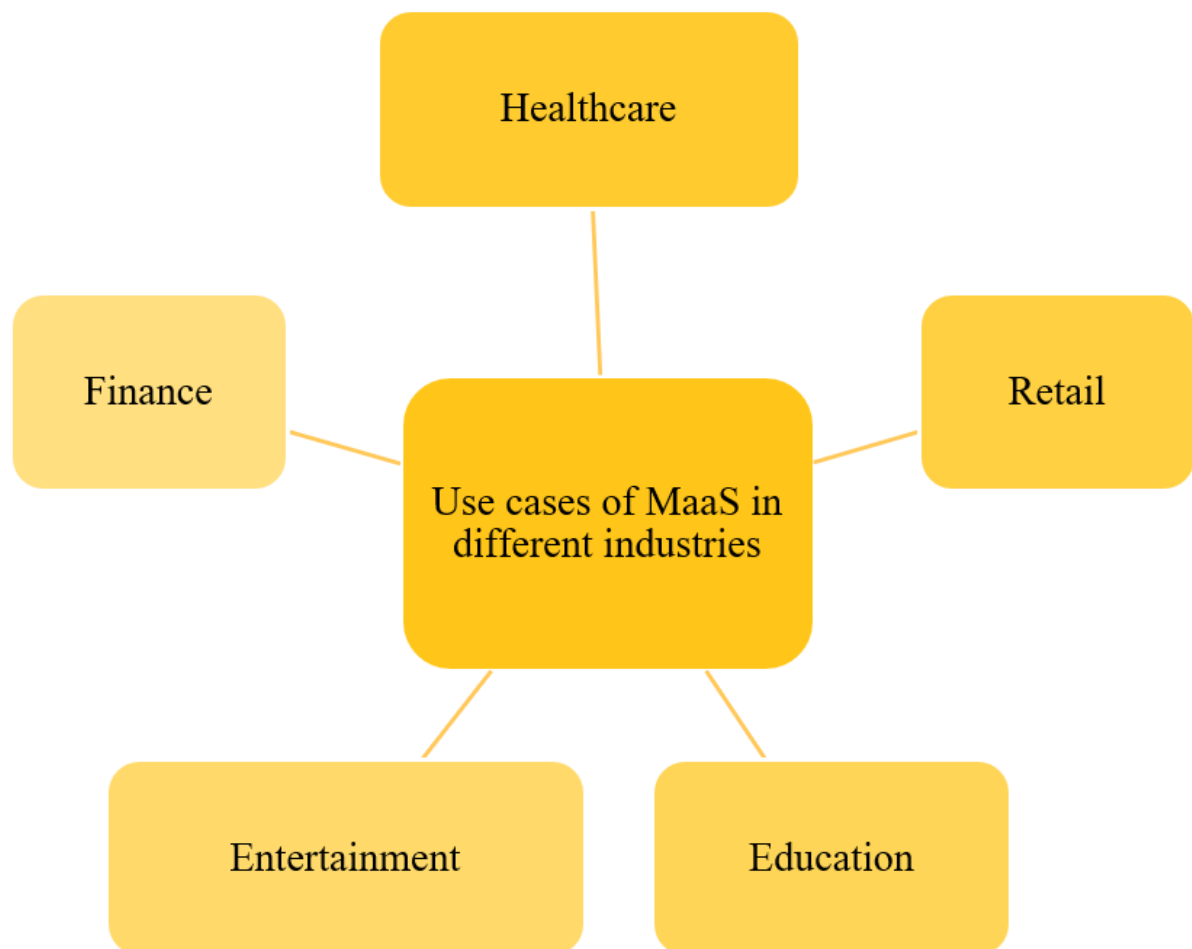 Healthcare
Finance
Retail
Use cases of MaaS in
different industries
Entertainment
Education